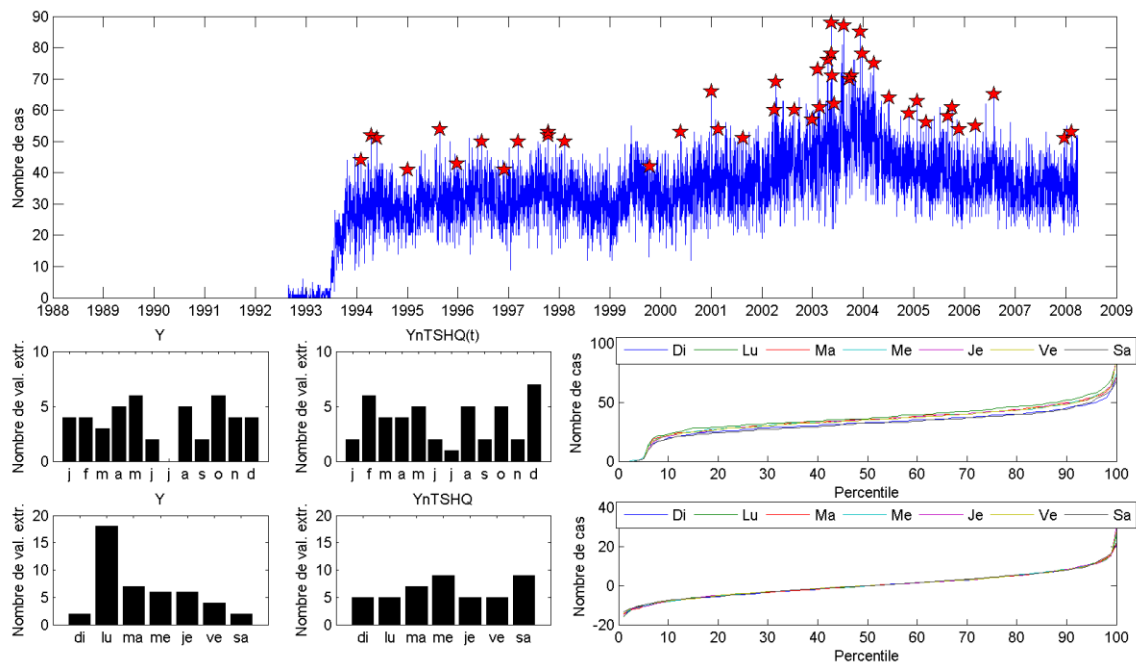 90
80
70
60
50
40
30
20
10
0
Nombre de cas
1988 1989 1990 1991 1992 1993 1994 1995 1996 1997 1998 1999 2000 2001 2002 2003 2004 2005 2006 2007 2008 2009
Y
10
5
0
Nombre de val. extr.
j f m a m j j a s o n d
YnTSHQ(t)
10
5
0
Nombre de val. extr.
j f m a m j j a s o n d
Di Lu Ma Me Je Ve Sa
100
50
0
Nombre de cas
0 10 20 30 40 50 60 70 80 90 100
Percentile
Y
20
15
10
5
0
Nombre de val. extr.
di lu ma me je ve sa
YnTSHQ
20
15
10
5
0
Nombre de val. extr.
di lu ma me je ve sa
Di Lu Ma Me Je Ve Sa
40
20
0
-20
Nombre de cas
0 10 20 30 40 50 60 70 80 90 100
Percentile